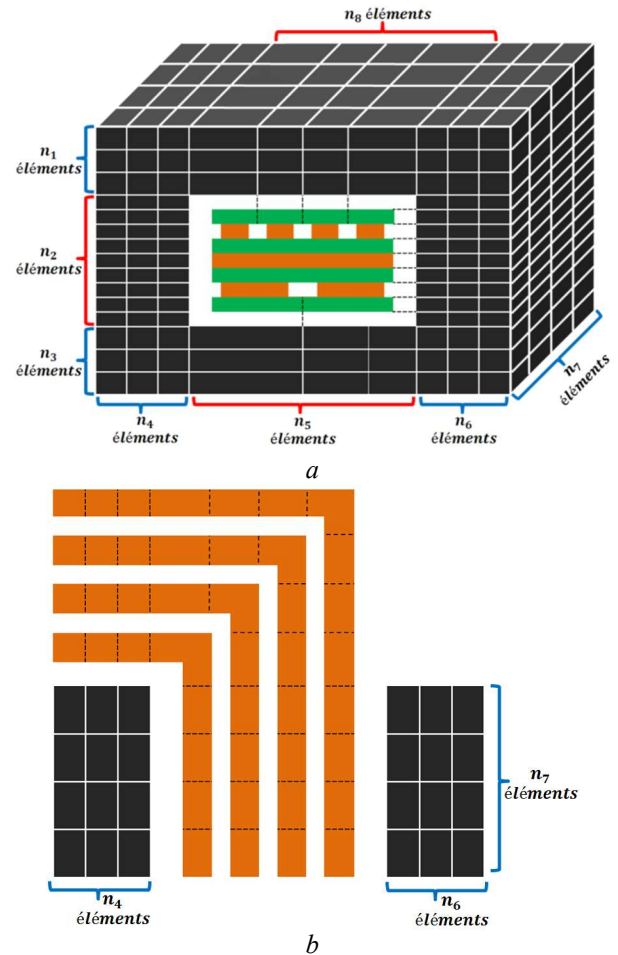 n₈ éléments
n₁
éléments
n₂
éléments
n₃
éléments
n₄
éléments
n₅
éléments
n₆
éléments
n₇
éléments
a
n₇
éléments
n₄
éléments
n₆
éléments
b